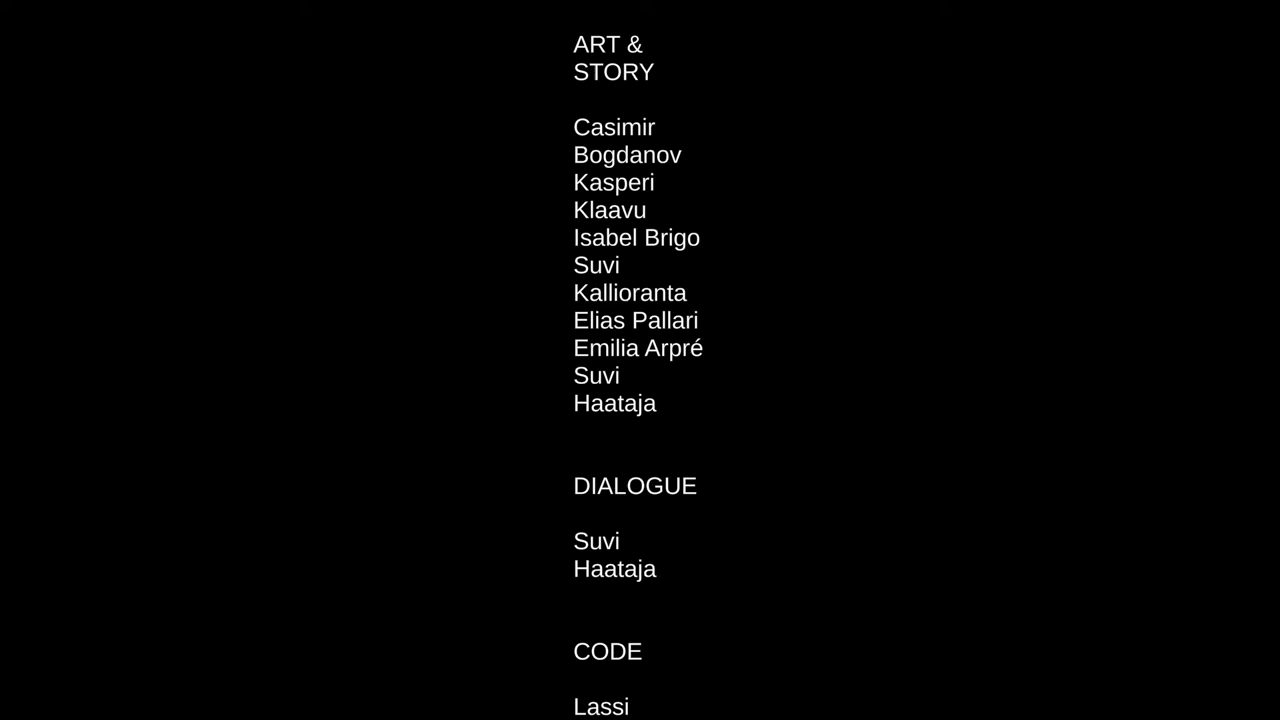 ART &
STORY
Casimir
Bogdanov
Kasperi
Klaavu
Isabel Brigo
Suvi
Kallioranta
Elias Pallari
Emilia Arpré
Suvi
Haataja
DIALOGUE
Suvi
Haataja
CODE
Lassi